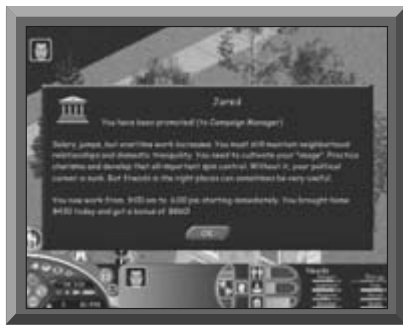 Jared
You have been promoted! (to Campaign Manager)
Salary, jumps, but overtime work increases. You must still maintain neighborhood
relationships and domestic tranquility. You need to cultivate your "image". Practice
charisma and develop that all-important spin control. Without it, your political
career is sunk. But friends in the right places can sometimes be very useful.
You now work from 9:00 am to 6:00 pm starting immediately. You brought home
and got a bonus of
OK
Needs